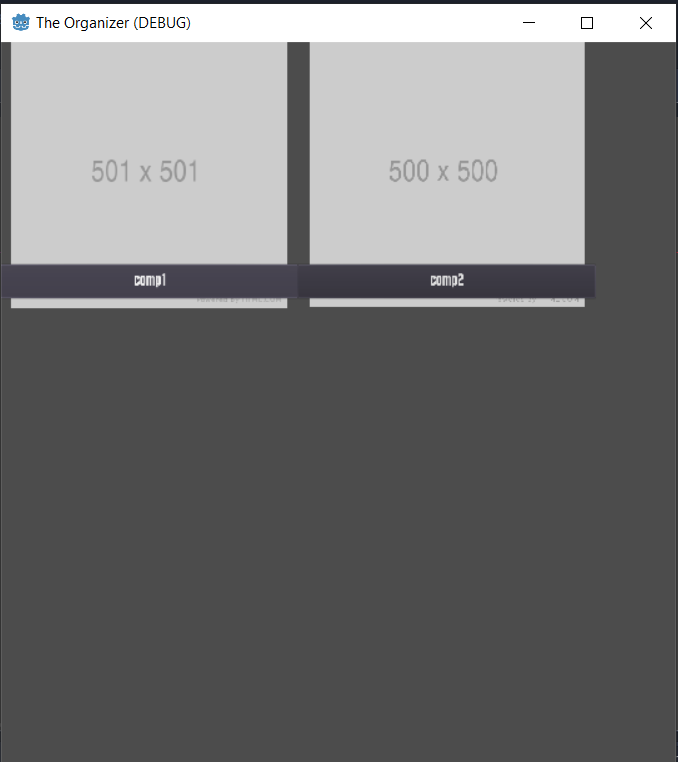 The Organizer (DEBUG)
501 x 501
500 x 500
comp1
comp2